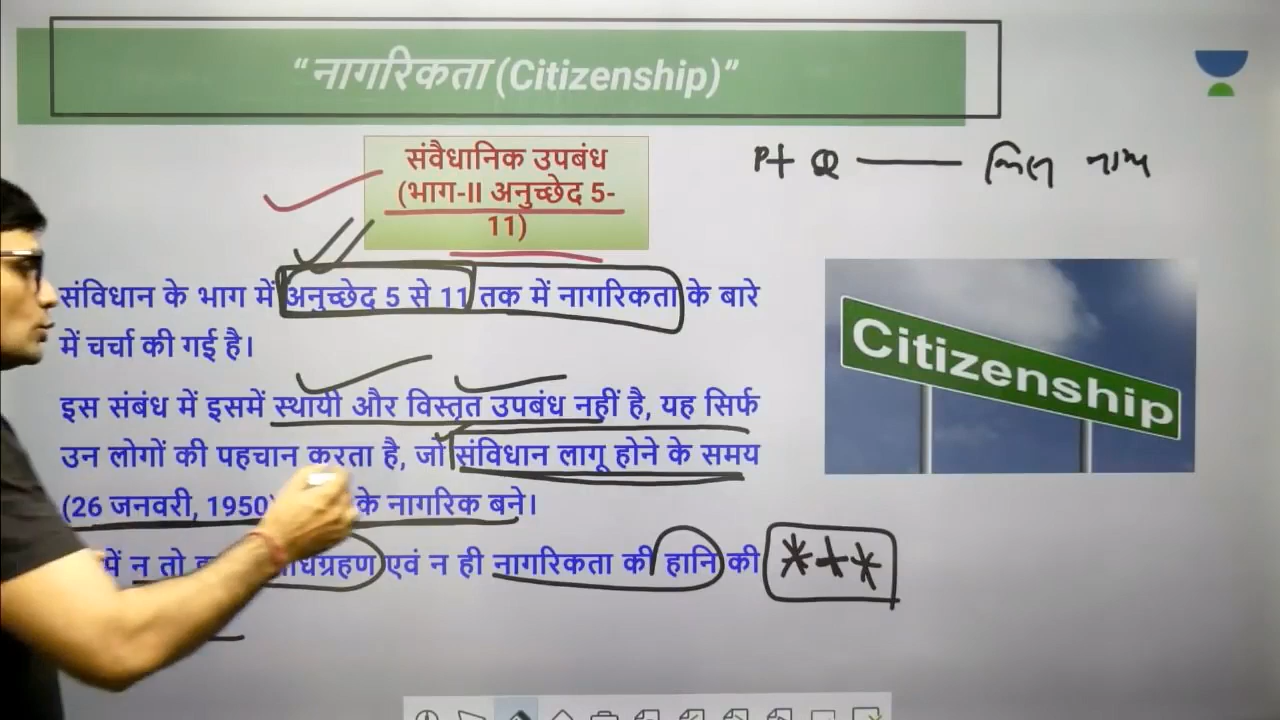 “नागरिकता (Citizenship)”
संवैधानिक उपबंध
(भाग-II अनुच्छेद 5-
11)
P+ Q —
संविधान के भाग में अनुच्छेद 5 से 11 तक में नागरिकता के बारे
में चर्चा की गई है।
Citizenship
इस संबंध में इसमें स्थायी और विस्तृत उपबंध नहीं है, यह सिर्फ
उन लोगों की पहचान करता है, जो संविधान लागू होने के समय
(26 जनवरी, 1950 के नागरिक बने।
में न तो एवं न ही नागरिकता की हानि की